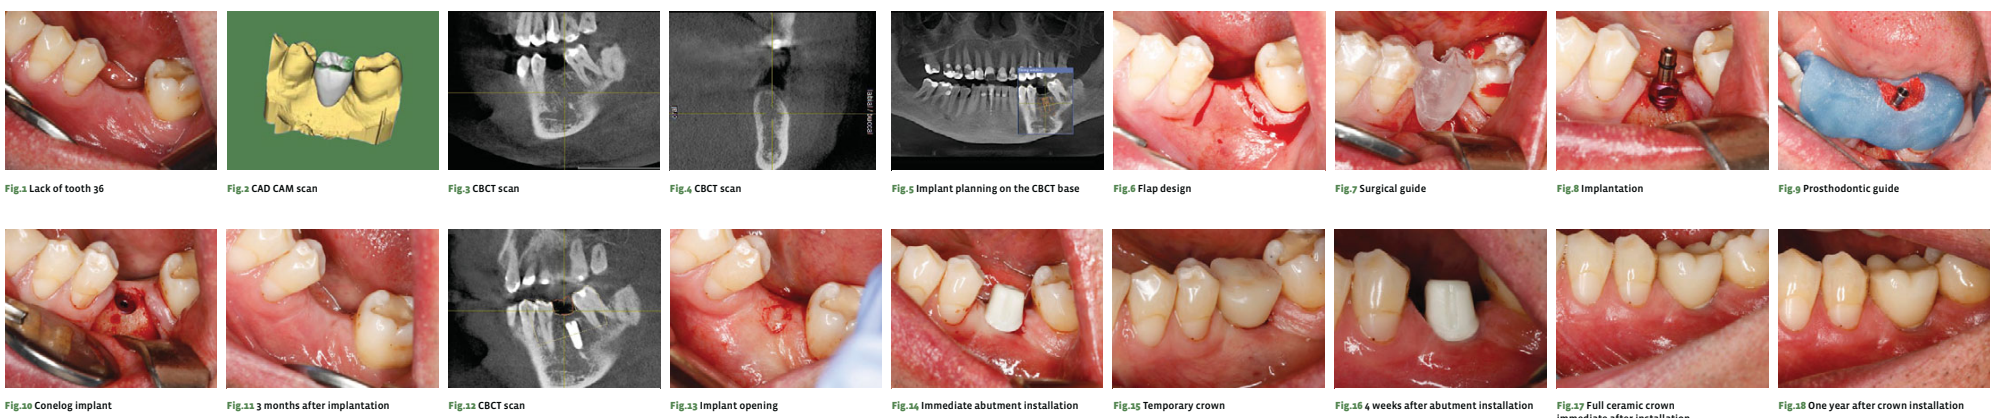 Fig.1 Lack of tooth 36
Fig.2 CAD CAM scan
Fig.3 CBCT scan
Fig.4 CBCT scan
Fig.5 Implant planning on the CBCT base
Fig.6 Flap design
Fig.7 Surgical guide
Fig.8 Implantation
Fig.9 Prosthodontic guide
Fig.10 Conelog implant
Fig.11 3 months after implantation
Fig.12 CBCT scan
Fig.13 Implant opening
Fig.14 Immediate abutment installation
Fig.15 Temporary crown
Fig.16 4 weeks after abutment installation
Fig.17 Full ceramic crown
immediate after installation
Fig.18 One year after crown installation